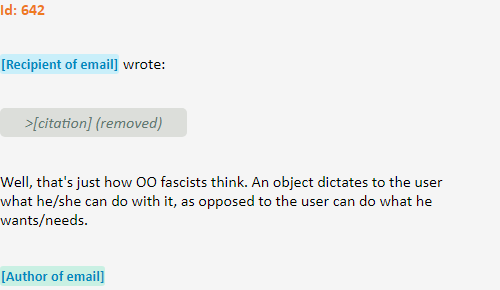 Id: 642
[Recipient of email] wrote:
>[citation] (removed)
Well, that's just how OO fascists think. An object dictates to the user
what he/she can do with it, as opposed to the user can do what he
wants/needs.
[Author of email]